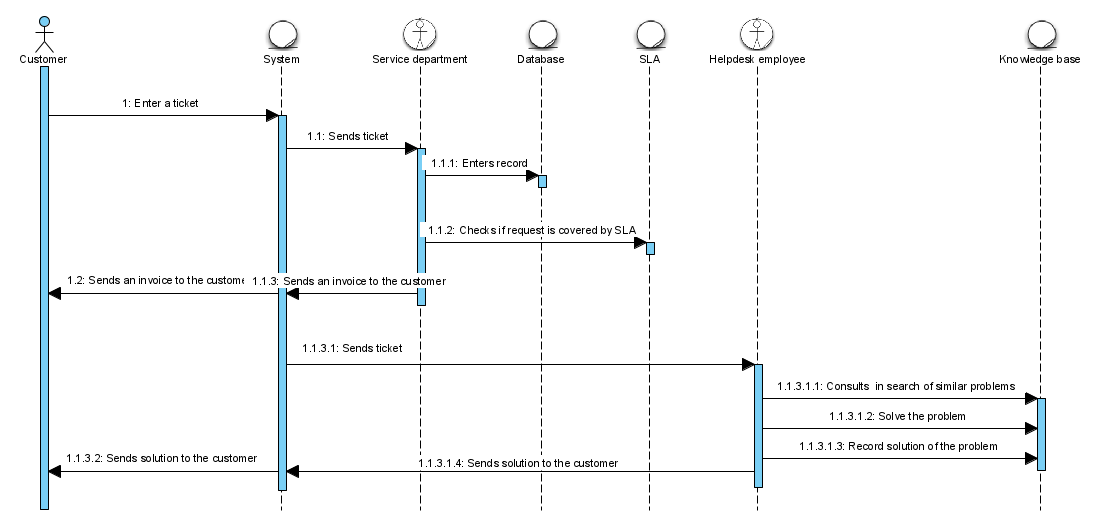 Customer
System
Service department
Database
SLA
Helpdesk employee
Knowledge base
1: Enter a ticket
1.1: Sends ticket
1.1.1: Enters record
1.1.2: Checks if request is covered by SLA
1.2: Sends an invoice to the custome
1.1.3: Sends an invoice to the customer
1.1.3.1: Sends ticket
1.1.3.1.1: Consults in search of similar problems
1.1.3.1.2: Solve the problem
1.1.3.1.3: Record solution of the problem
1.1.3.2: Sends solution to the customer
1.1.3.1.4: Sends solution to the customer